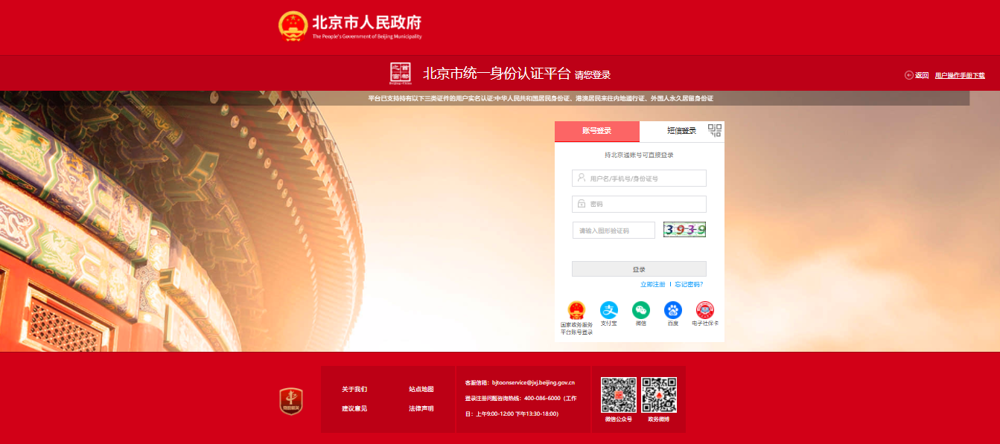 北京市人民政府
The People's Government of Beijing Municipality
首都之窗
Beijing-China
北京市统一身份认证平台 请您登录
返回 用户操作手册下载
平台已支持持有以下三类证件的用户实名认证:中华人民共和国居民身份证、港澳居民来往内地通行证、外国人永久居留身份证
账号登录 短信登录
持北京通账号可直接登录
用户名/手机号/身份证号
密码
请输入图形验证码 3939
登录
立即注册 | 忘记密码?
国家政务服务
平台账号登录
支付宝
微信
百度
电子社保卡
关于我们 站点地图
建议意见 法律声明
客服信箱：bjtoonservice@jxj.beijing.gov.cn
登录注册问题咨询热线：400-086-6000（工作
日：上午9:00-12:00 下午13:30-18:00）
微信公众号 政务微博
党政机关